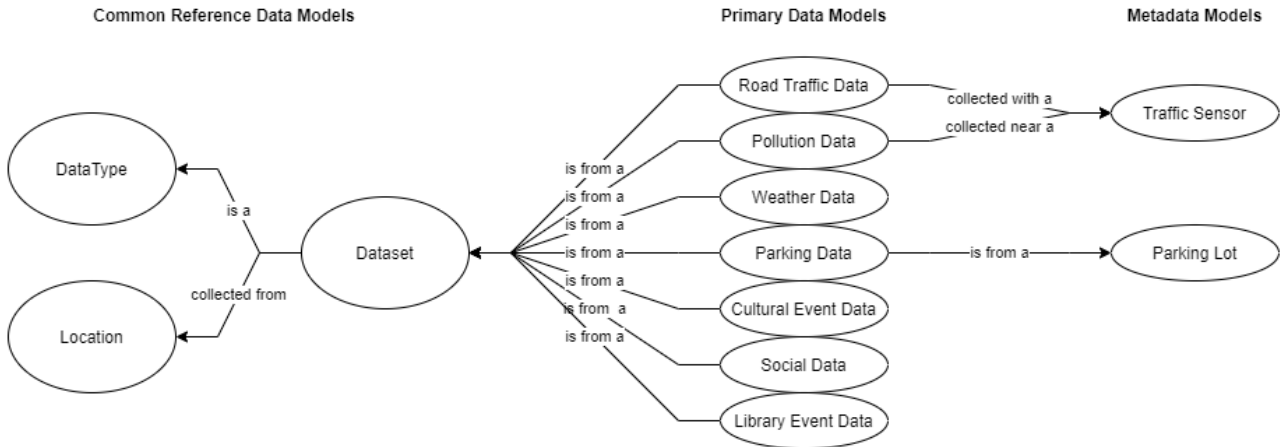 Common Reference Data Models
Primary Data Models
Metadata Models
Road Traffic Data
collected with a
Traffic Sensor
collected near a
Pollution Data
DataType
is from a
is from a
Weather Data
is a
is from a
Dataset
is from a
Parking Data
is from a
Parking Lot
is from a
collected from
Cultural Event Data
is from a
Location
is from a
Social Data
Library Event Data